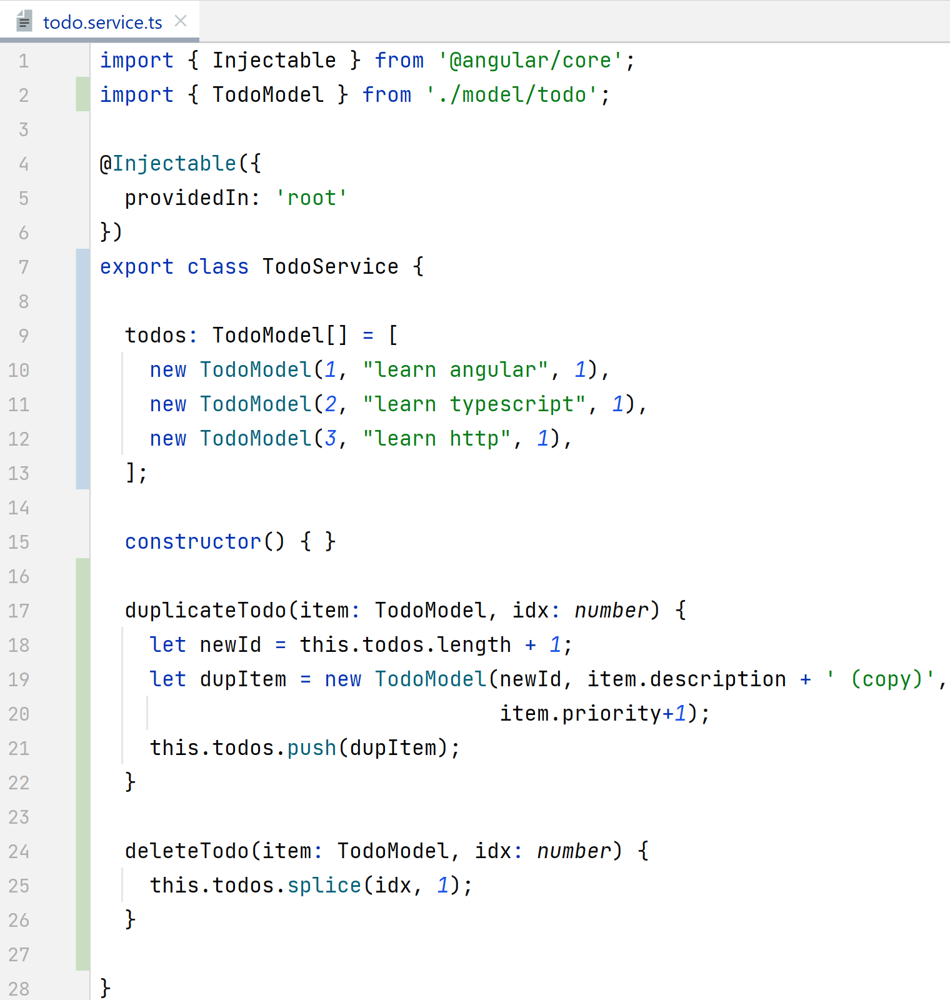 todo.service.ts
1 import { Injectable } from '@angular/core';
2 import { TodoModel } from './model/todo';
3
4 @Injectable({
5   providedIn: 'root'
6 })
7 export class TodoService {
8
9   todos: TodoModel[] = [
10     new TodoModel(1, "learn angular", 1),
11     new TodoModel(2, "learn typescript", 1),
12     new TodoModel(3, "learn http", 1),
13   ];
14
15   constructor() { }
16
17   duplicateTodo(item: TodoModel, idx: number) {
18     let newId = this.todos.length + 1;
19     let dupItem = new TodoModel(newId, item.description + ' (copy)',
20                                 item.priority+1);
21     this.todos.push(dupItem);
22   }
23
24   deleteTodo(item: TodoModel, idx: number) {
25     this.todos.splice(idx, 1);
26   }
27
28 }